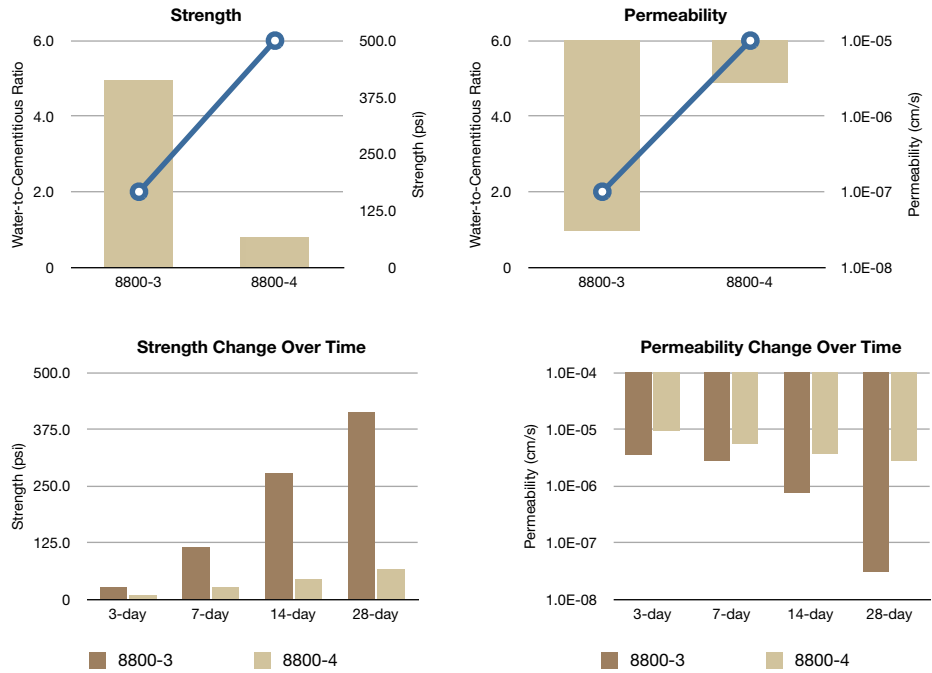 Strength
Water-to-Cementitious Ratio
6.0
4.0
2.0
0
500.0
375.0
250.0
125.0
0
Strength (psi)
8800-3
8800-4
Permeability
Water-to-Cementitious Ratio
6.0
4.0
2.0
0
1.0E-05
1.0E-06
1.0E-07
1.0E-08
Permeability (cm/s)
8800-3
8800-4
Strength Change Over Time
Strength (psi)
500.0
375.0
250.0
125.0
0
3-day
7-day
14-day
28-day
8800-3
8800-4
Permeability Change Over Time
Permeability (cm/s)
1.0E-04
1.0E-05
1.0E-06
1.0E-07
1.0E-08
3-day
7-day
14-day
28-day
8800-3
8800-4